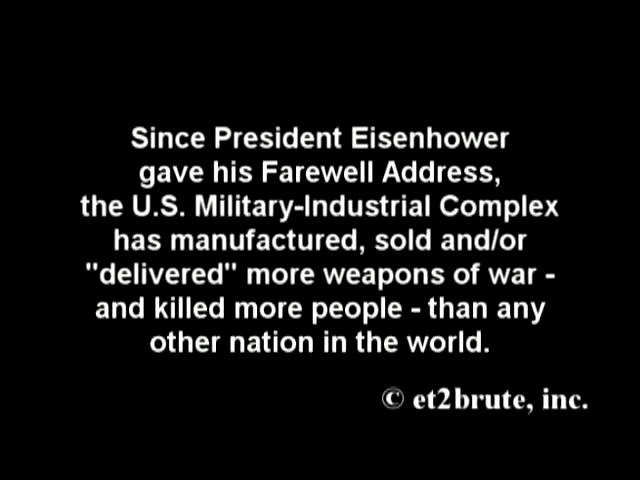 Since President Eisenhower
gave his Farewell Address,
the U.S. Military-Industrial Complex
has manufactured, sold and/or
"delivered" more weapons of war -
and killed more people - than any
other nation in the world.
© et2brute, inc.